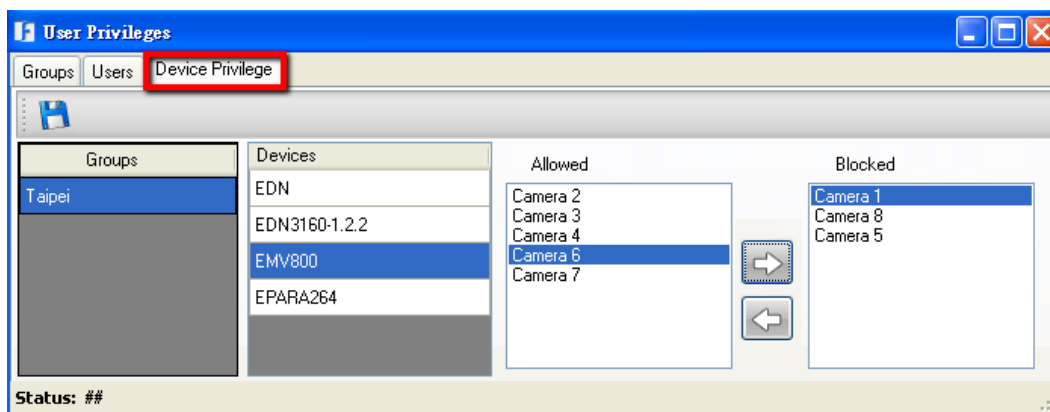 User Privileges
Groups Users Device Privilege
Groups Devices Allowed Blocked
Taipei
EDN
EDN3160-1.2.2
EMV800
EPARA264
Camera 2
Camera 3
Camera 4
Camera 6
Camera 7
Camera 1
Camera 8
Camera 5
Status: ##